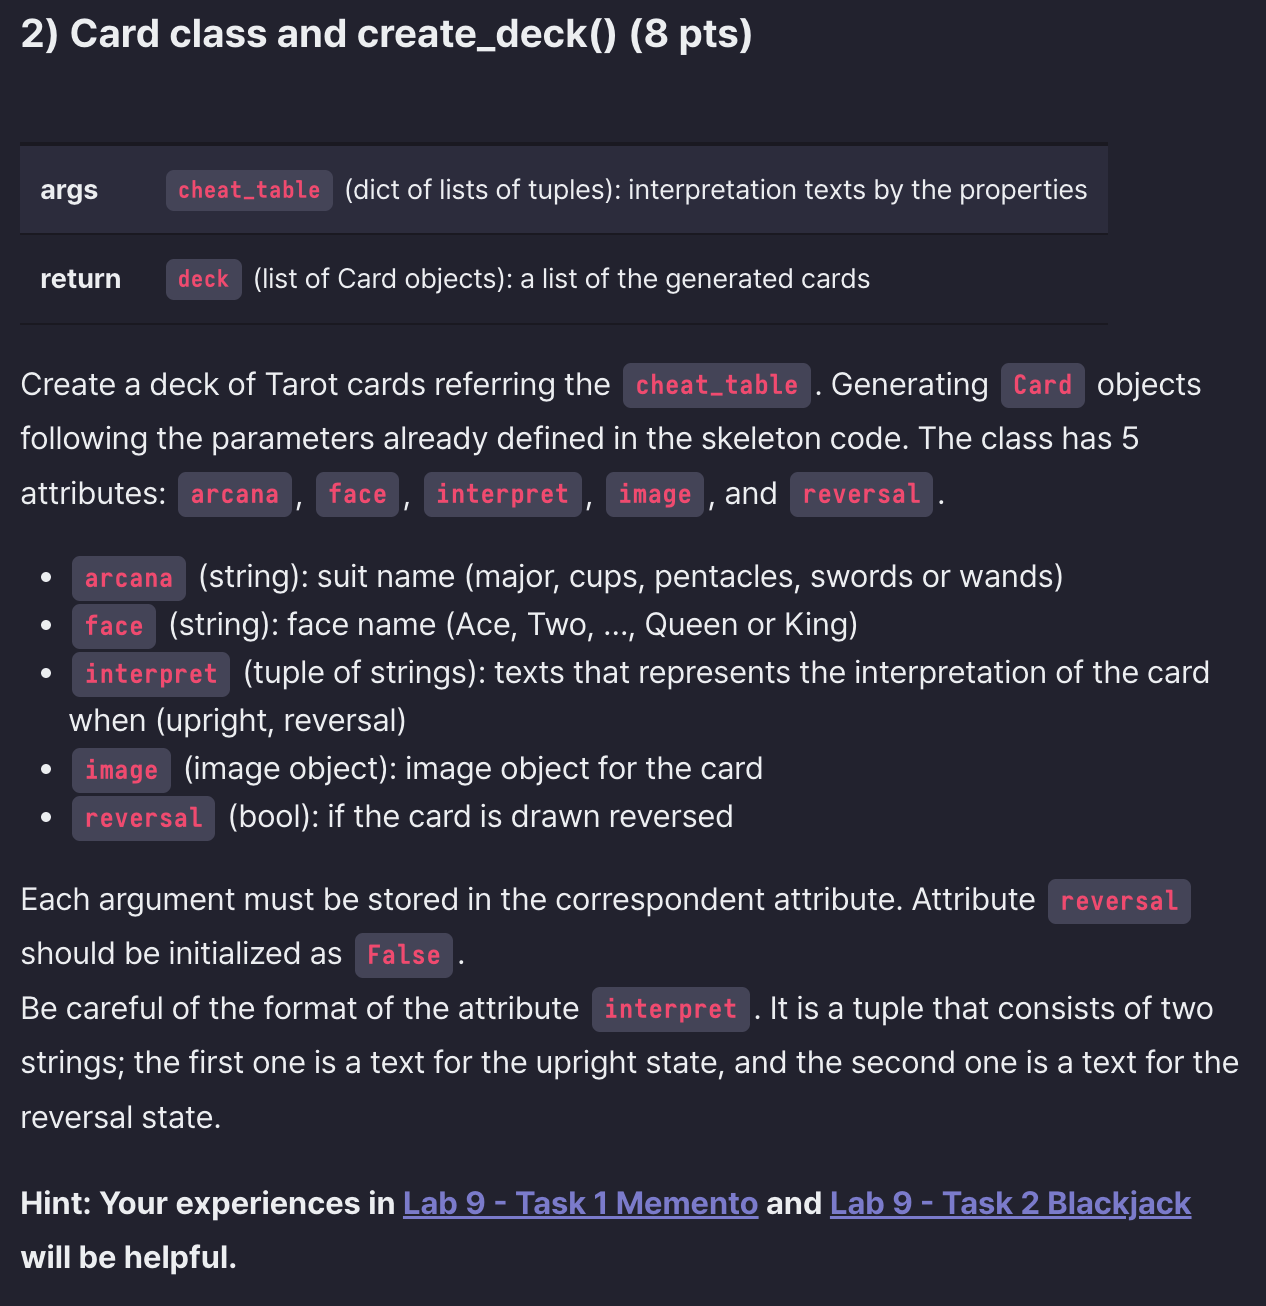 2) Card class and create_deck() (8 pts)
args cheat_table (dict of lists of tuples): interpretation texts by the properties
return deck (list of Card objects): a list of the generated cards
Create a deck of Tarot cards referring the cheat_table. Generating Card objects
following the parameters already defined in the skeleton code. The class has 5
attributes: arcana, face, interpret, image, and reversal.
• arcana (string): suit name (major, cups, pentacles, swords or wands)
• face (string): face name (Ace, Two, ..., Queen or King)
• interpret (tuple of strings): texts that represents the interpretation of the card
when (upright, reversal)
• image (image object): image object for the card
• reversal (bool): if the card is drawn reversed
Each argument must be stored in the correspondent attribute. Attribute reversal
should be initialized as False.
Be careful of the format of the attribute interpret. It is a tuple that consists of two
strings; the first one is a text for the upright state, and the second one is a text for the
reversal state.
Hint: Your experiences in Lab 9 - Task 1 Memento and Lab 9 - Task 2 Blackjack
will be helpful.